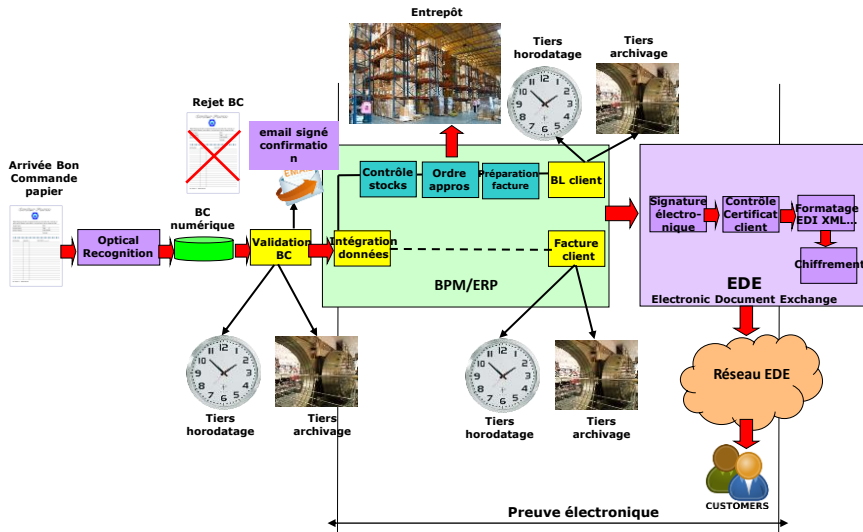 Entrepôt
Tiers
horodatage
Tiers
archivage
Rejet BC
email signé
confirmatio
n
Arrivée Bon
Commande
papier
Contrôle
stocks
Ordre
appros
Préparation
facture
BL client
Signature
électro-
nique
Contrôle
Certificat
client
Formatage
EDI XML...
BC
numérique
Optical
Recognition
Validation
BC
Intégration
données
Facture
client
Chiffrement
BPM/ERP
EDE
Electronic Document Exchange
Tiers
horodatage
Tiers
archivage
Tiers
horodatage
Tiers
archivage
Réseau EDE
CUSTOMERS
Preuve électronique